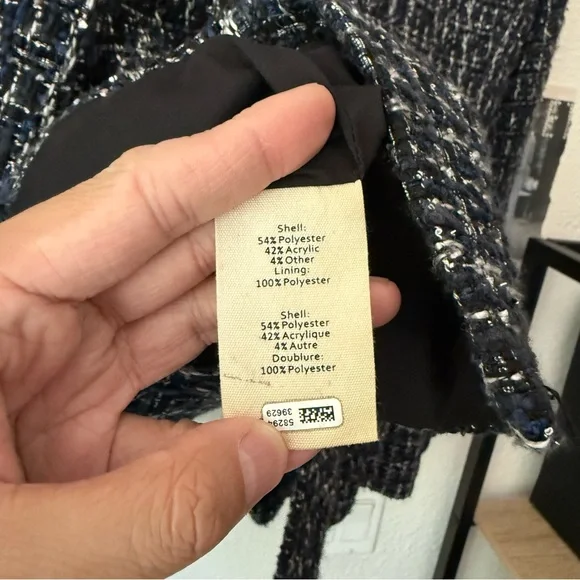 Shell:
54% Polyester
42% Acrylic
4% Other
Lining:
100% Polyester
Shell:
54% Polyester
42% Acrylique
4% Autre
Doublure:
100% Polyester
58294
39629